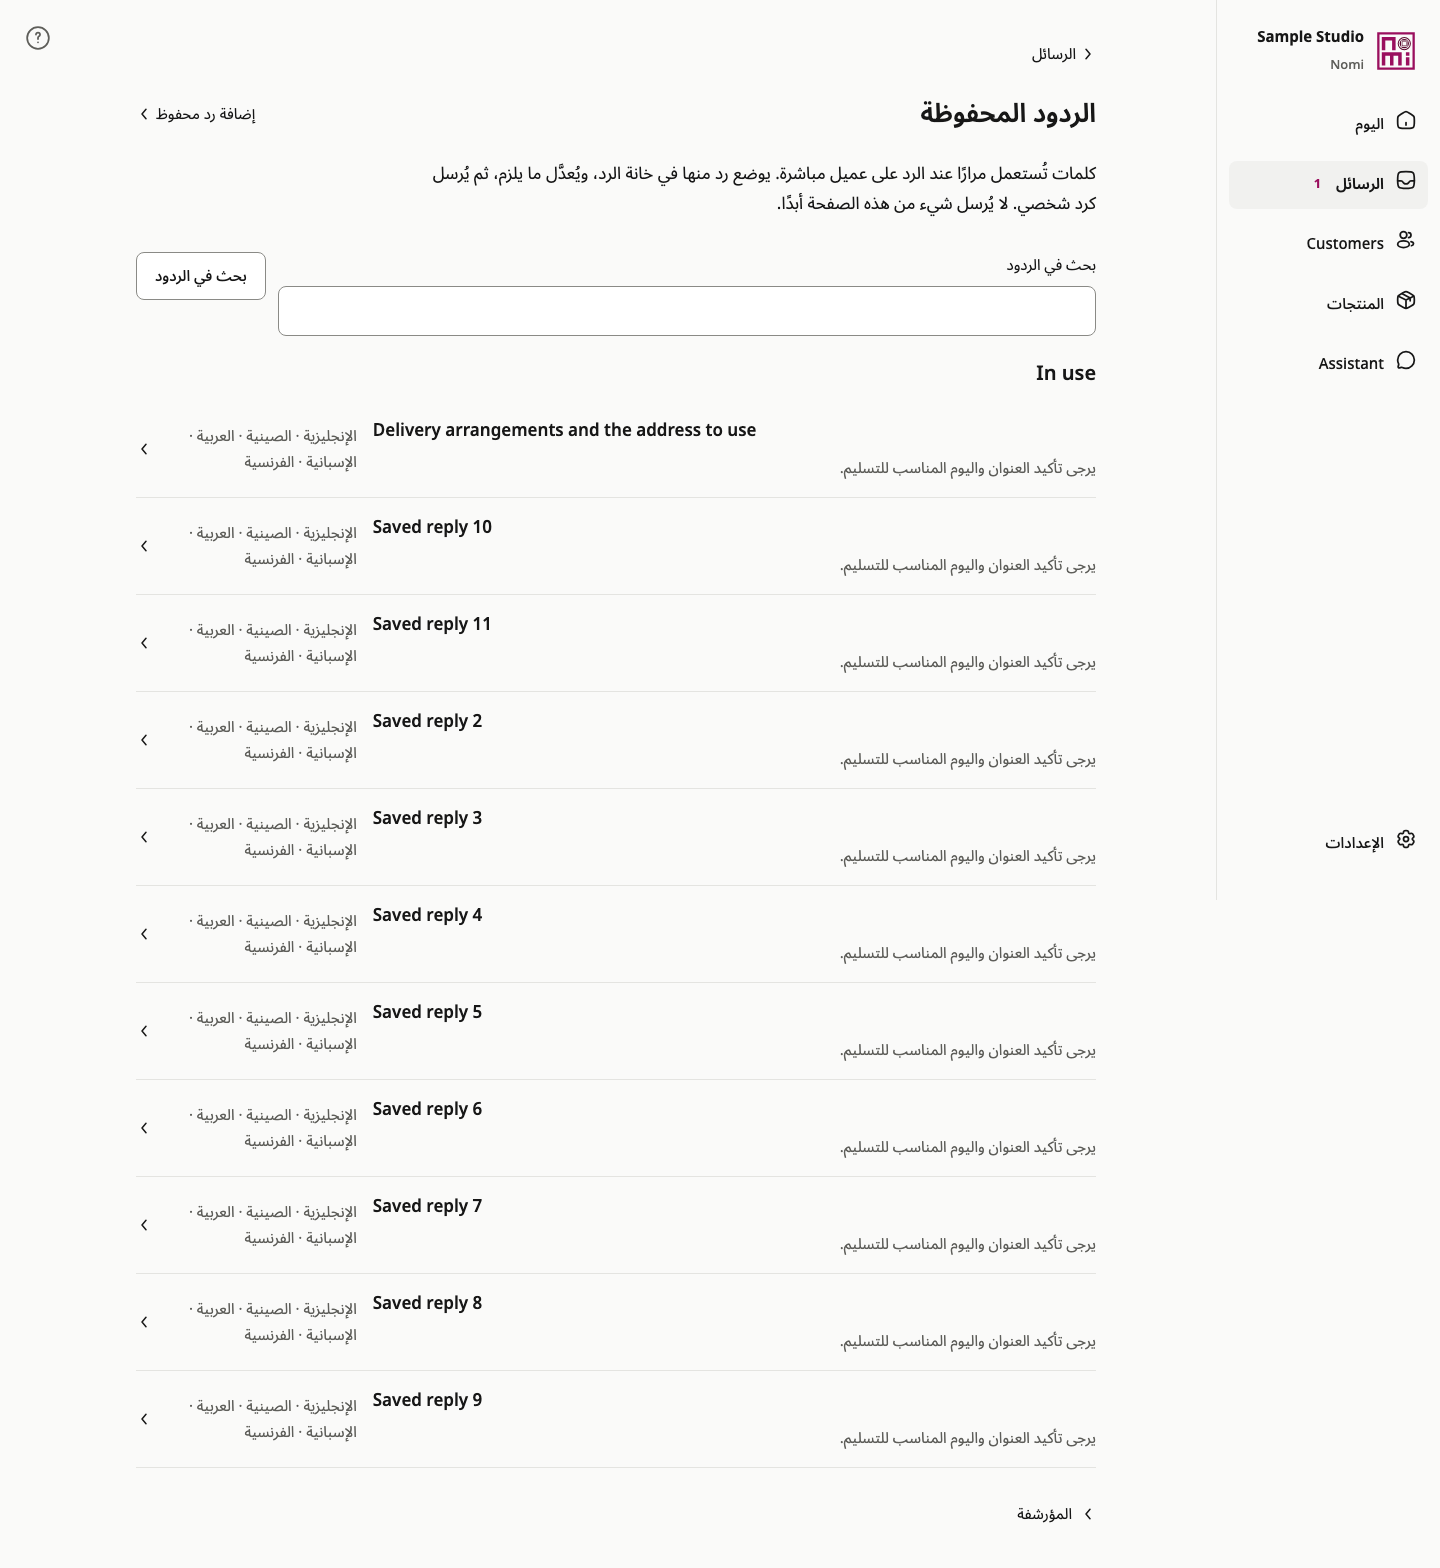 Sample Studio
Nomi
اليوم
الرسائل 1
Customers
المنتجات
Assistant
الإعدادات
الرسائل
الردود المحفوظة
إضافة رد محفوظ
كلمات تُستعمل مرارًا عند الرد على عميل مباشرة. يوضع رد منها في خانة الرد، ويُعدَّل ما يلزم، ثم يُرسل
كرد شخصي. لا يُرسل شيء من هذه الصفحة أبدًا.
بحث في الردود
بحث في الردود
In use
Delivery arrangements and the address to use
يرجى تأكيد العنوان واليوم المناسب للتسليم.
الإنجليزية · الصينية · العربية ·
الإسبانية · الفرنسية
Saved reply 10
يرجى تأكيد العنوان واليوم المناسب للتسليم.
الإنجليزية · الصينية · العربية ·
الإسبانية · الفرنسية
Saved reply 11
يرجى تأكيد العنوان واليوم المناسب للتسليم.
الإنجليزية · الصينية · العربية ·
الإسبانية · الفرنسية
Saved reply 2
يرجى تأكيد العنوان واليوم المناسب للتسليم.
الإنجليزية · الصينية · العربية ·
الإسبانية · الفرنسية
Saved reply 3
يرجى تأكيد العنوان واليوم المناسب للتسليم.
الإنجليزية · الصينية · العربية ·
الإسبانية · الفرنسية
Saved reply 4
يرجى تأكيد العنوان واليوم المناسب للتسليم.
الإنجليزية · الصينية · العربية ·
الإسبانية · الفرنسية
Saved reply 5
يرجى تأكيد العنوان واليوم المناسب للتسليم.
الإنجليزية · الصينية · العربية ·
الإسبانية · الفرنسية
Saved reply 6
يرجى تأكيد العنوان واليوم المناسب للتسليم.
الإنجليزية · الصينية · العربية ·
الإسبانية · الفرنسية
Saved reply 7
يرجى تأكيد العنوان واليوم المناسب للتسليم.
الإنجليزية · الصينية · العربية ·
الإسبانية · الفرنسية
Saved reply 8
يرجى تأكيد العنوان واليوم المناسب للتسليم.
الإنجليزية · الصينية · العربية ·
الإسبانية · الفرنسية
Saved reply 9
يرجى تأكيد العنوان واليوم المناسب للتسليم.
الإنجليزية · الصينية · العربية ·
الإسبانية · الفرنسية
المؤرشفة